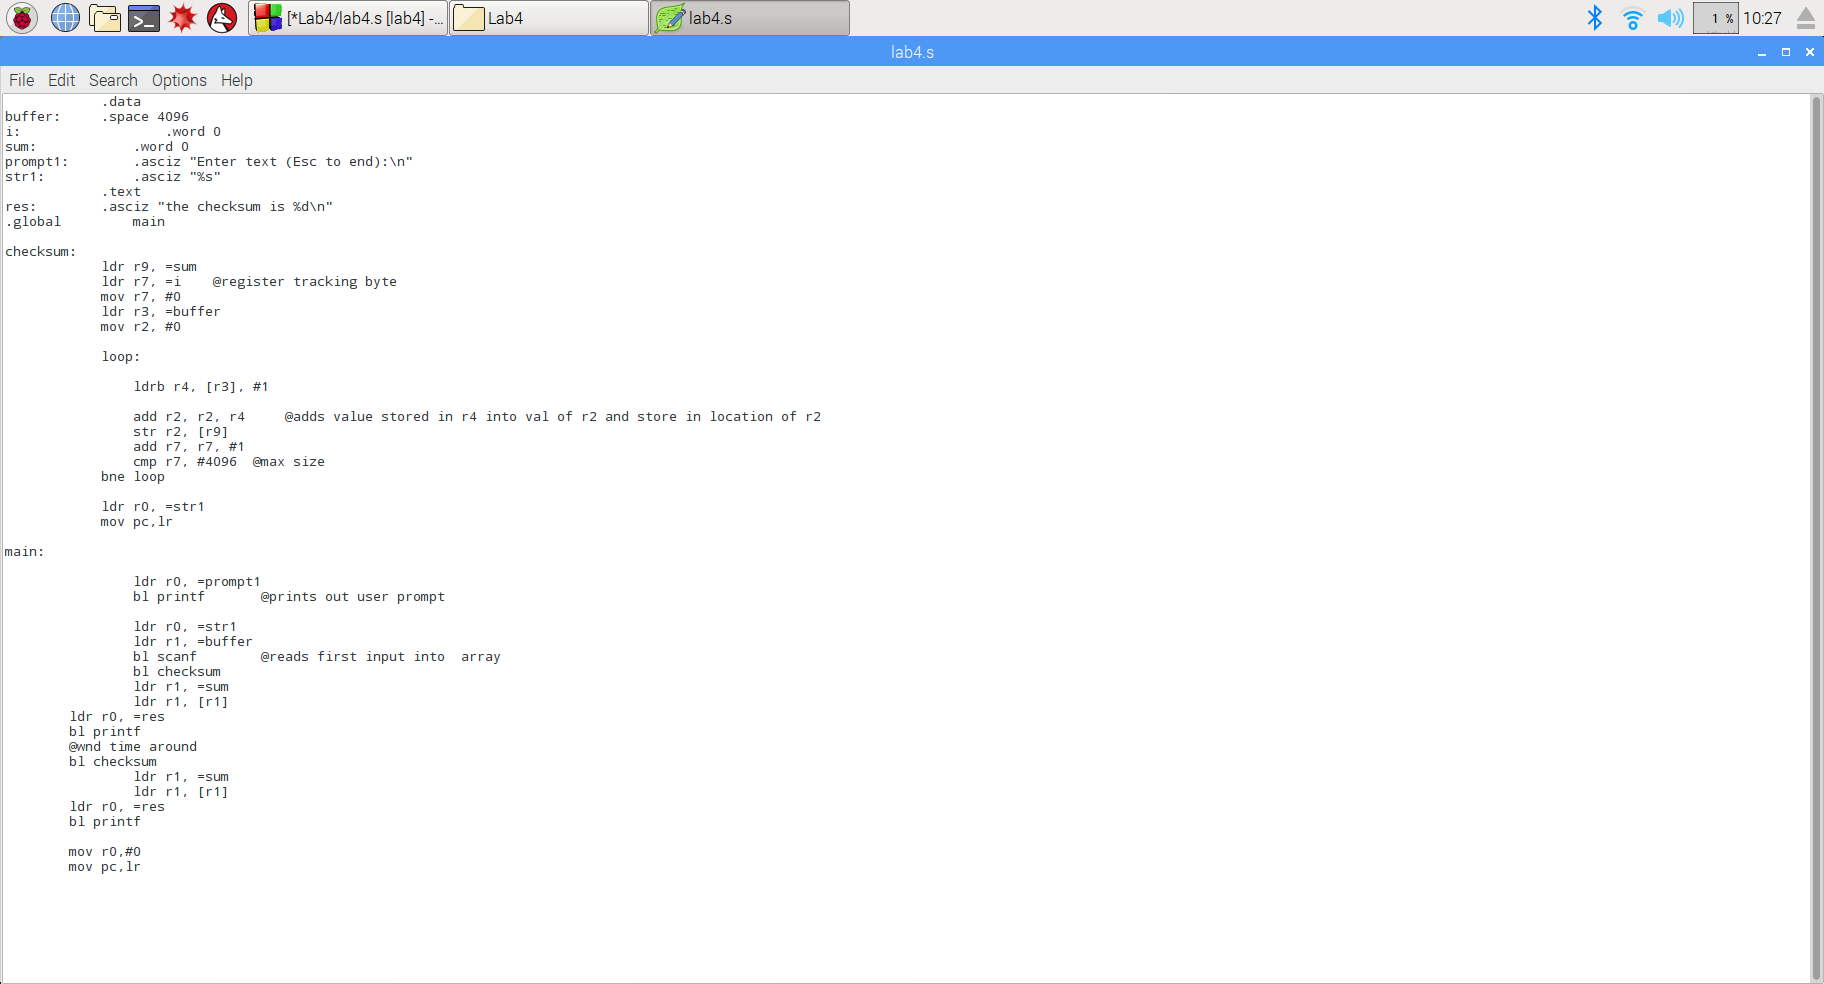 [*Lab4/lab4.s [lab4] -... Lab4 lab4.s 1 % 10:27
lab4.s
File Edit Search Options Help
.data
buffer: .space 4096
i: .word 0
sum: .word 0
prompt1: .asciz "Enter text (Esc to end):\n"
str1: .asciz "%s"
.text
res: .asciz "the checksum is %d\n"
.global main
checksum:
ldr r9, =sum
ldr r7, =i @register tracking byte
mov r7, #0
ldr r3, =buffer
mov r2, #0
loop:
ldrb r4, [r3], #1
add r2, r2, r4 @adds value stored in r4 into val of r2 and store in location of r2
str r2, [r9]
add r7, r7, #1
cmp r7, #4096 @max size
bne loop
ldr r0, =str1
mov pc,lr
main:
ldr r0, =prompt1
bl printf @prints out user prompt
ldr r0, =str1
ldr r1, =buffer
bl scanf @reads first input into array
bl checksum
ldr r1, =sum
ldr r1, [r1]
ldr r0, =res
bl printf
@wnd time around
bl checksum
ldr r1, =sum
ldr r1, [r1]
ldr r0, =res
bl printf
mov r0,#0
mov pc,lr